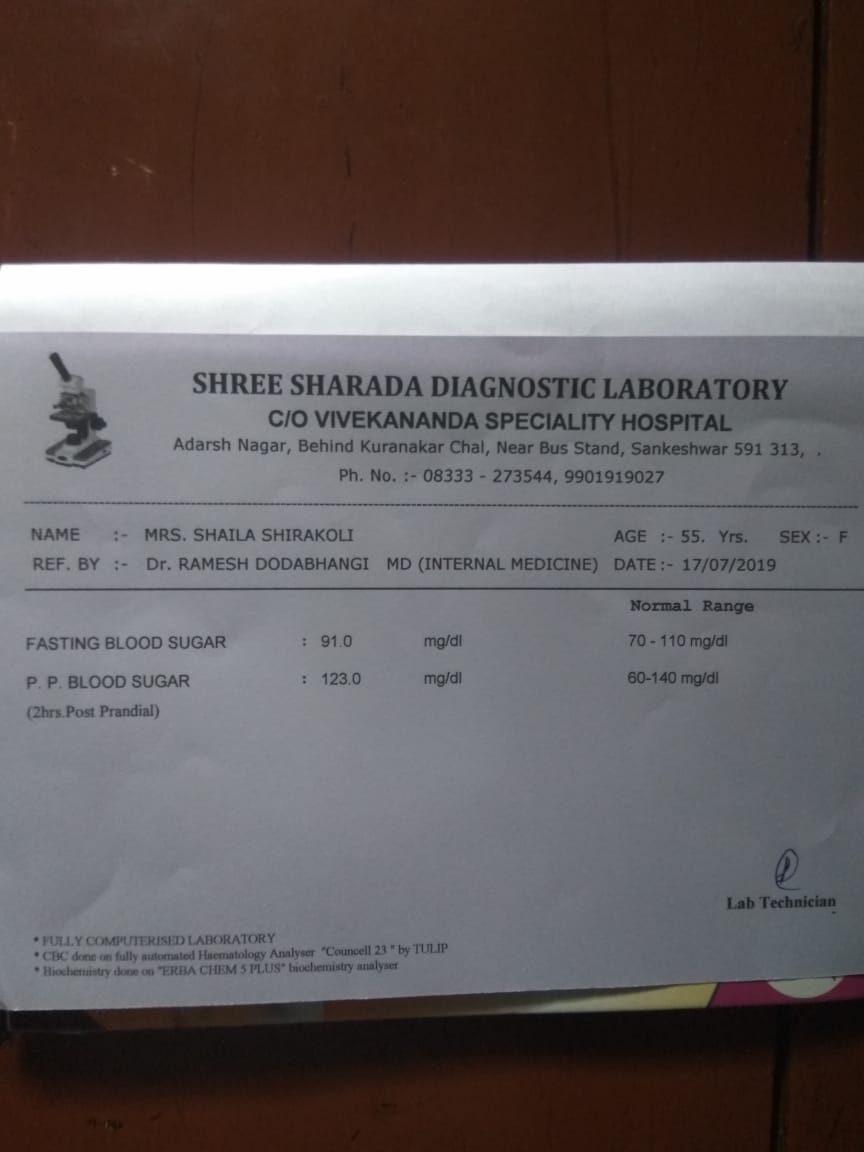 SHREE SHARADA DIAGNOSTIC LABORATORY
C/O VIVEKANANDA SPECIALITY HOSPITAL
Adarsh Nagar, Behind Kuranakar Chal, Near Bus Stand, Sankeshwar 591 313, .
Ph. No. :- 08333 - 273544, 9901919027
NAME :- MRS. SHAILA SHIRAKOLI AGE :- 55. Yrs. SEX :- F
REF. BY :- Dr. RAMESH DODABHANGI MD (INTERNAL MEDICINE) DATE :- 17/07/2019
Normal Range
FASTING BLOOD SUGAR : 91.0 mg/dl 70 - 110 mg/dl
P. P. BLOOD SUGAR : 123.0 mg/dl 60-140 mg/dl
(2hrs.Post Prandial)
Lab Technician
* FULLY COMPUTERISED LABORATORY
* CBC done on fully automated Haematology Analyser "Councell 23 " by TULIP
* Biochemistry done on "ERBA CHEM 5 PLUS" biochemistry analyser